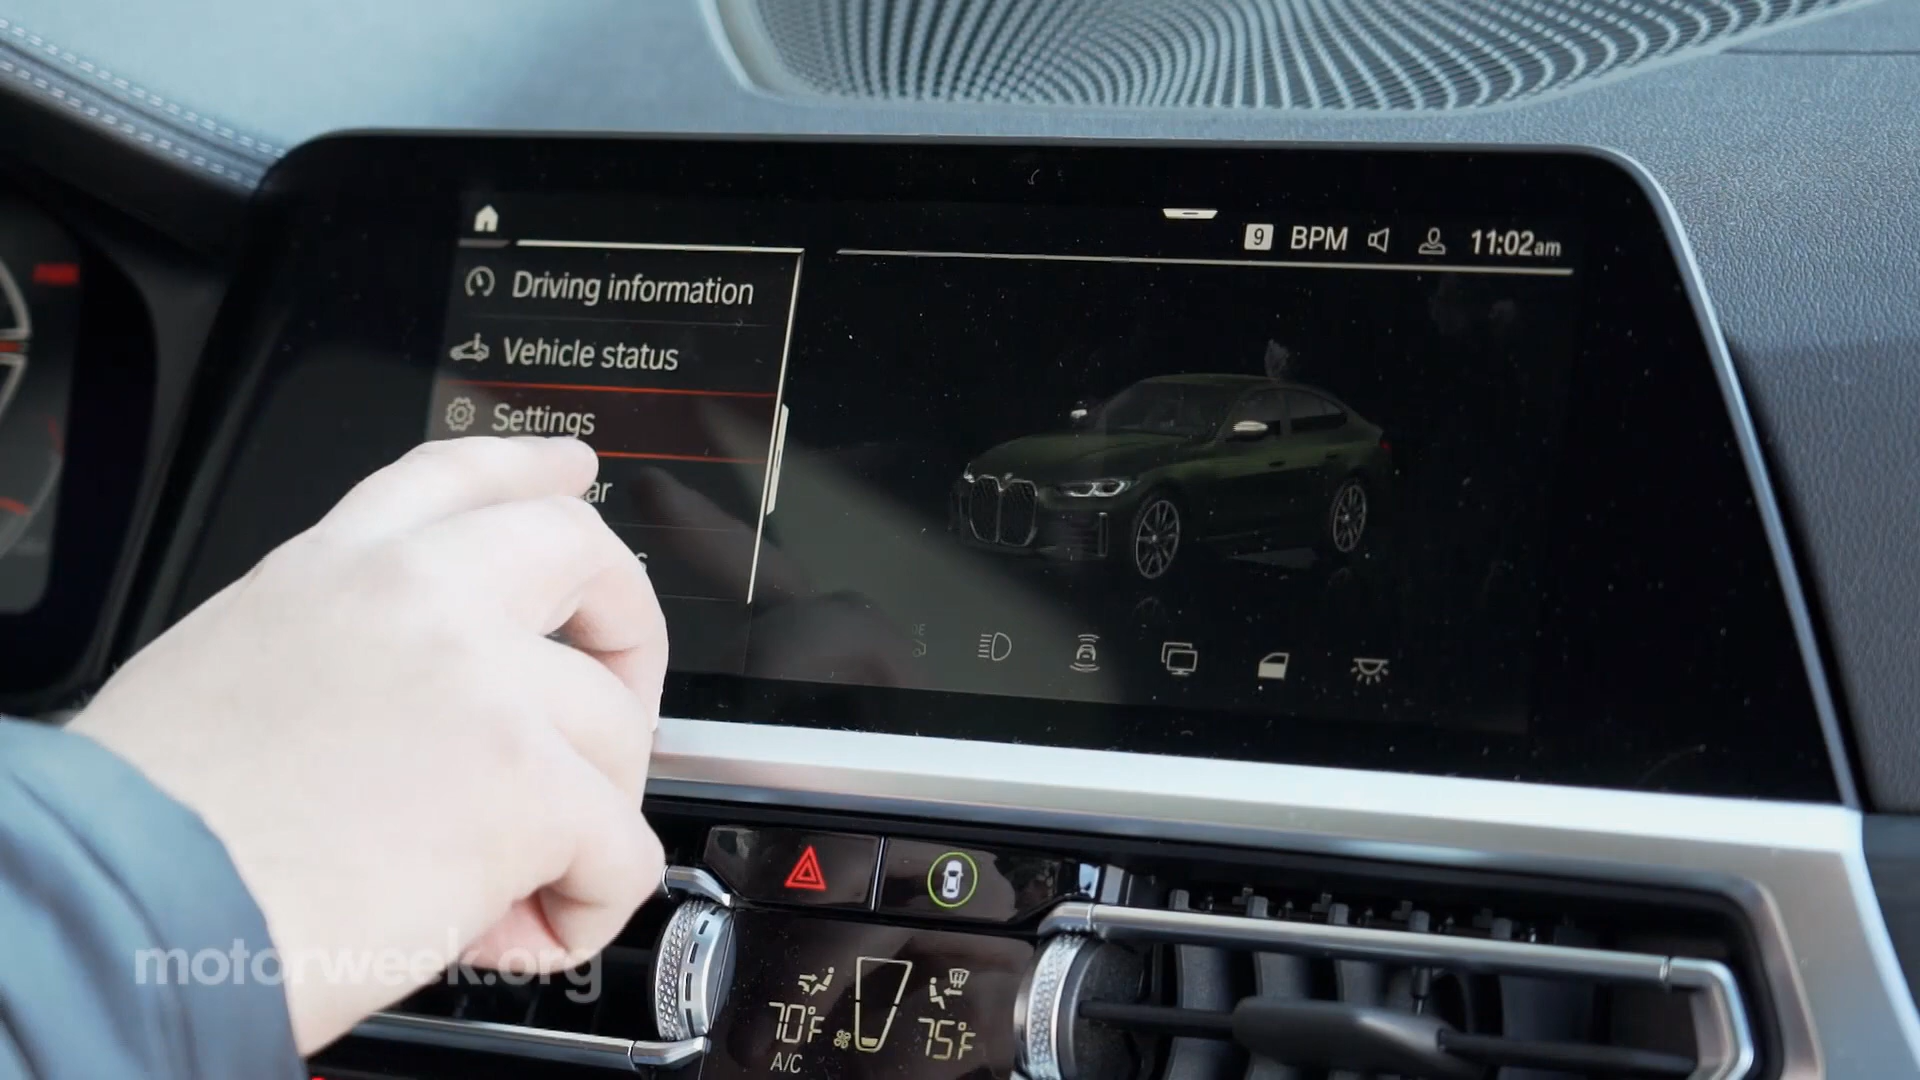 9 BPM 11:02am
Driving information
Vehicle status
Settings
motorweek.org
70°F
75°F
A/C